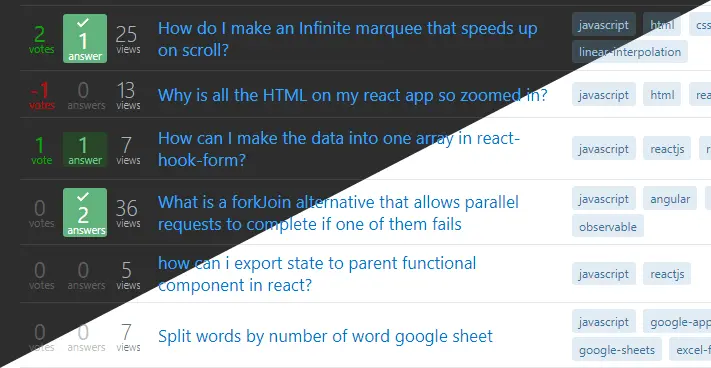 2 1 25 How do I make an Infinite marquee that speeds up javascript html css
votes answer views on scroll? linear-interpolation
-1 0 13 Why is all the HTML on my react app so zoomed in? javascript html
votes answers views
1 1 7 How can I make the data into one array in react- javascript reactjs
vote answer views hook-form?
0 2 36 What is a forkJoin alternative that allows parallel javascript angular
votes answers views requests to complete if one of them fails observable
0 0 5 how can i export state to parent functional javascript reactjs
votes answers views component in react?
0 0 7 Split words by number of word google sheet javascript google-app
votes answers views google-sheets excel-f